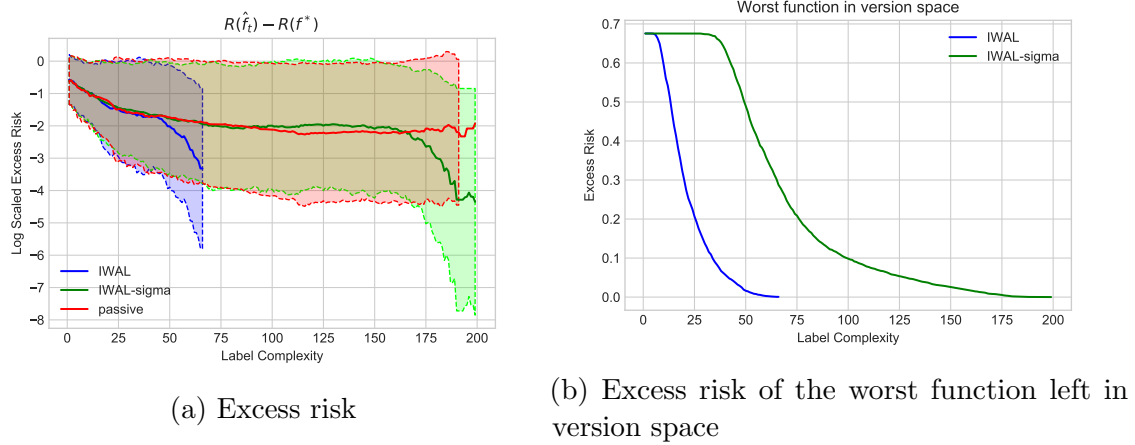 R(f̂ₜ) − R(f*)
Log Scaled Excess Risk
0
−1
−2
−3
−4
−5
−6
−7
−8
IWAL
IWAL-sigma
passive
0 25 50 75 100 125 150 175 200
Label Complexity
(a) Excess risk
Worst function in version space
Excess Risk
0.7
0.6
0.5
0.4
0.3
0.2
0.1
0.0
IWAL
IWAL-sigma
0 25 50 75 100 125 150 175 200
Label Complexity
(b) Excess risk of the worst function left in
version space